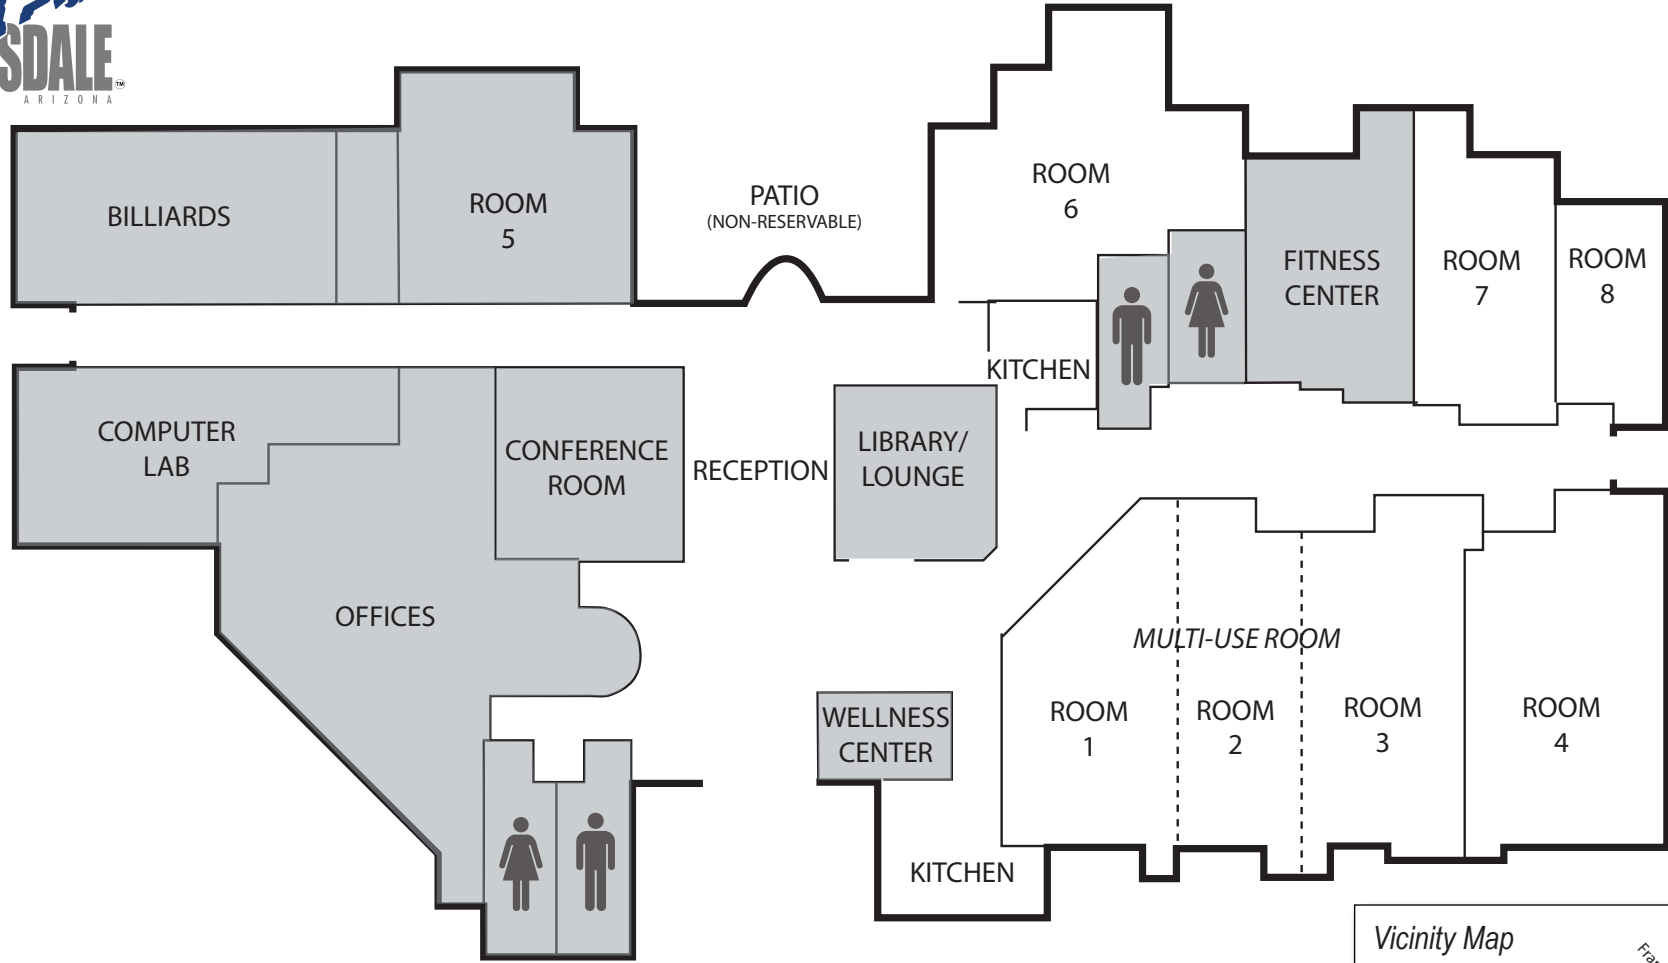 SDALE
TM
ARIZONA
BILLIARDS
ROOM
5
PATIO
(NON-RESERVABLE)
ROOM
6
FITNESS
CENTER
ROOM
7
ROOM
8
KITCHEN
COMPUTER
LAB
CONFERENCE
ROOM
RECEPTION
LIBRARY/
LOUNGE
OFFICES
MULTI-USE ROOM
WELLNESS
CENTER
ROOM
1
ROOM
2
ROOM
3
ROOM
4
KITCHEN
Vicinity Map